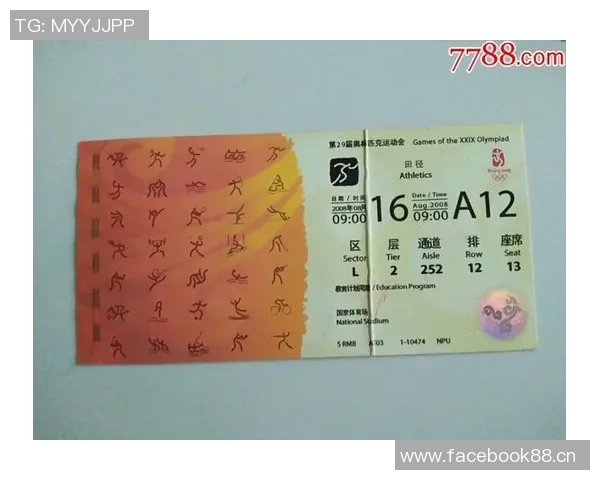 TG: MYYJJPP
7788.com
第29届奥林匹克运动会 Games of the XXIX Olympiad
田径
Athletics
Beijing 2008
日期 / 时间
2008年08月
09:00
16
Date / Time
Aug.2008
09:00
A12
区 层 通道 排 座席
Sector Tier Aisle Row Seat
L 2 252 12 13
教育计划用票 / Education Program
国家体育场
National Stadium
5 RMB A103 1-10474 NPU
www.facebook88.cn